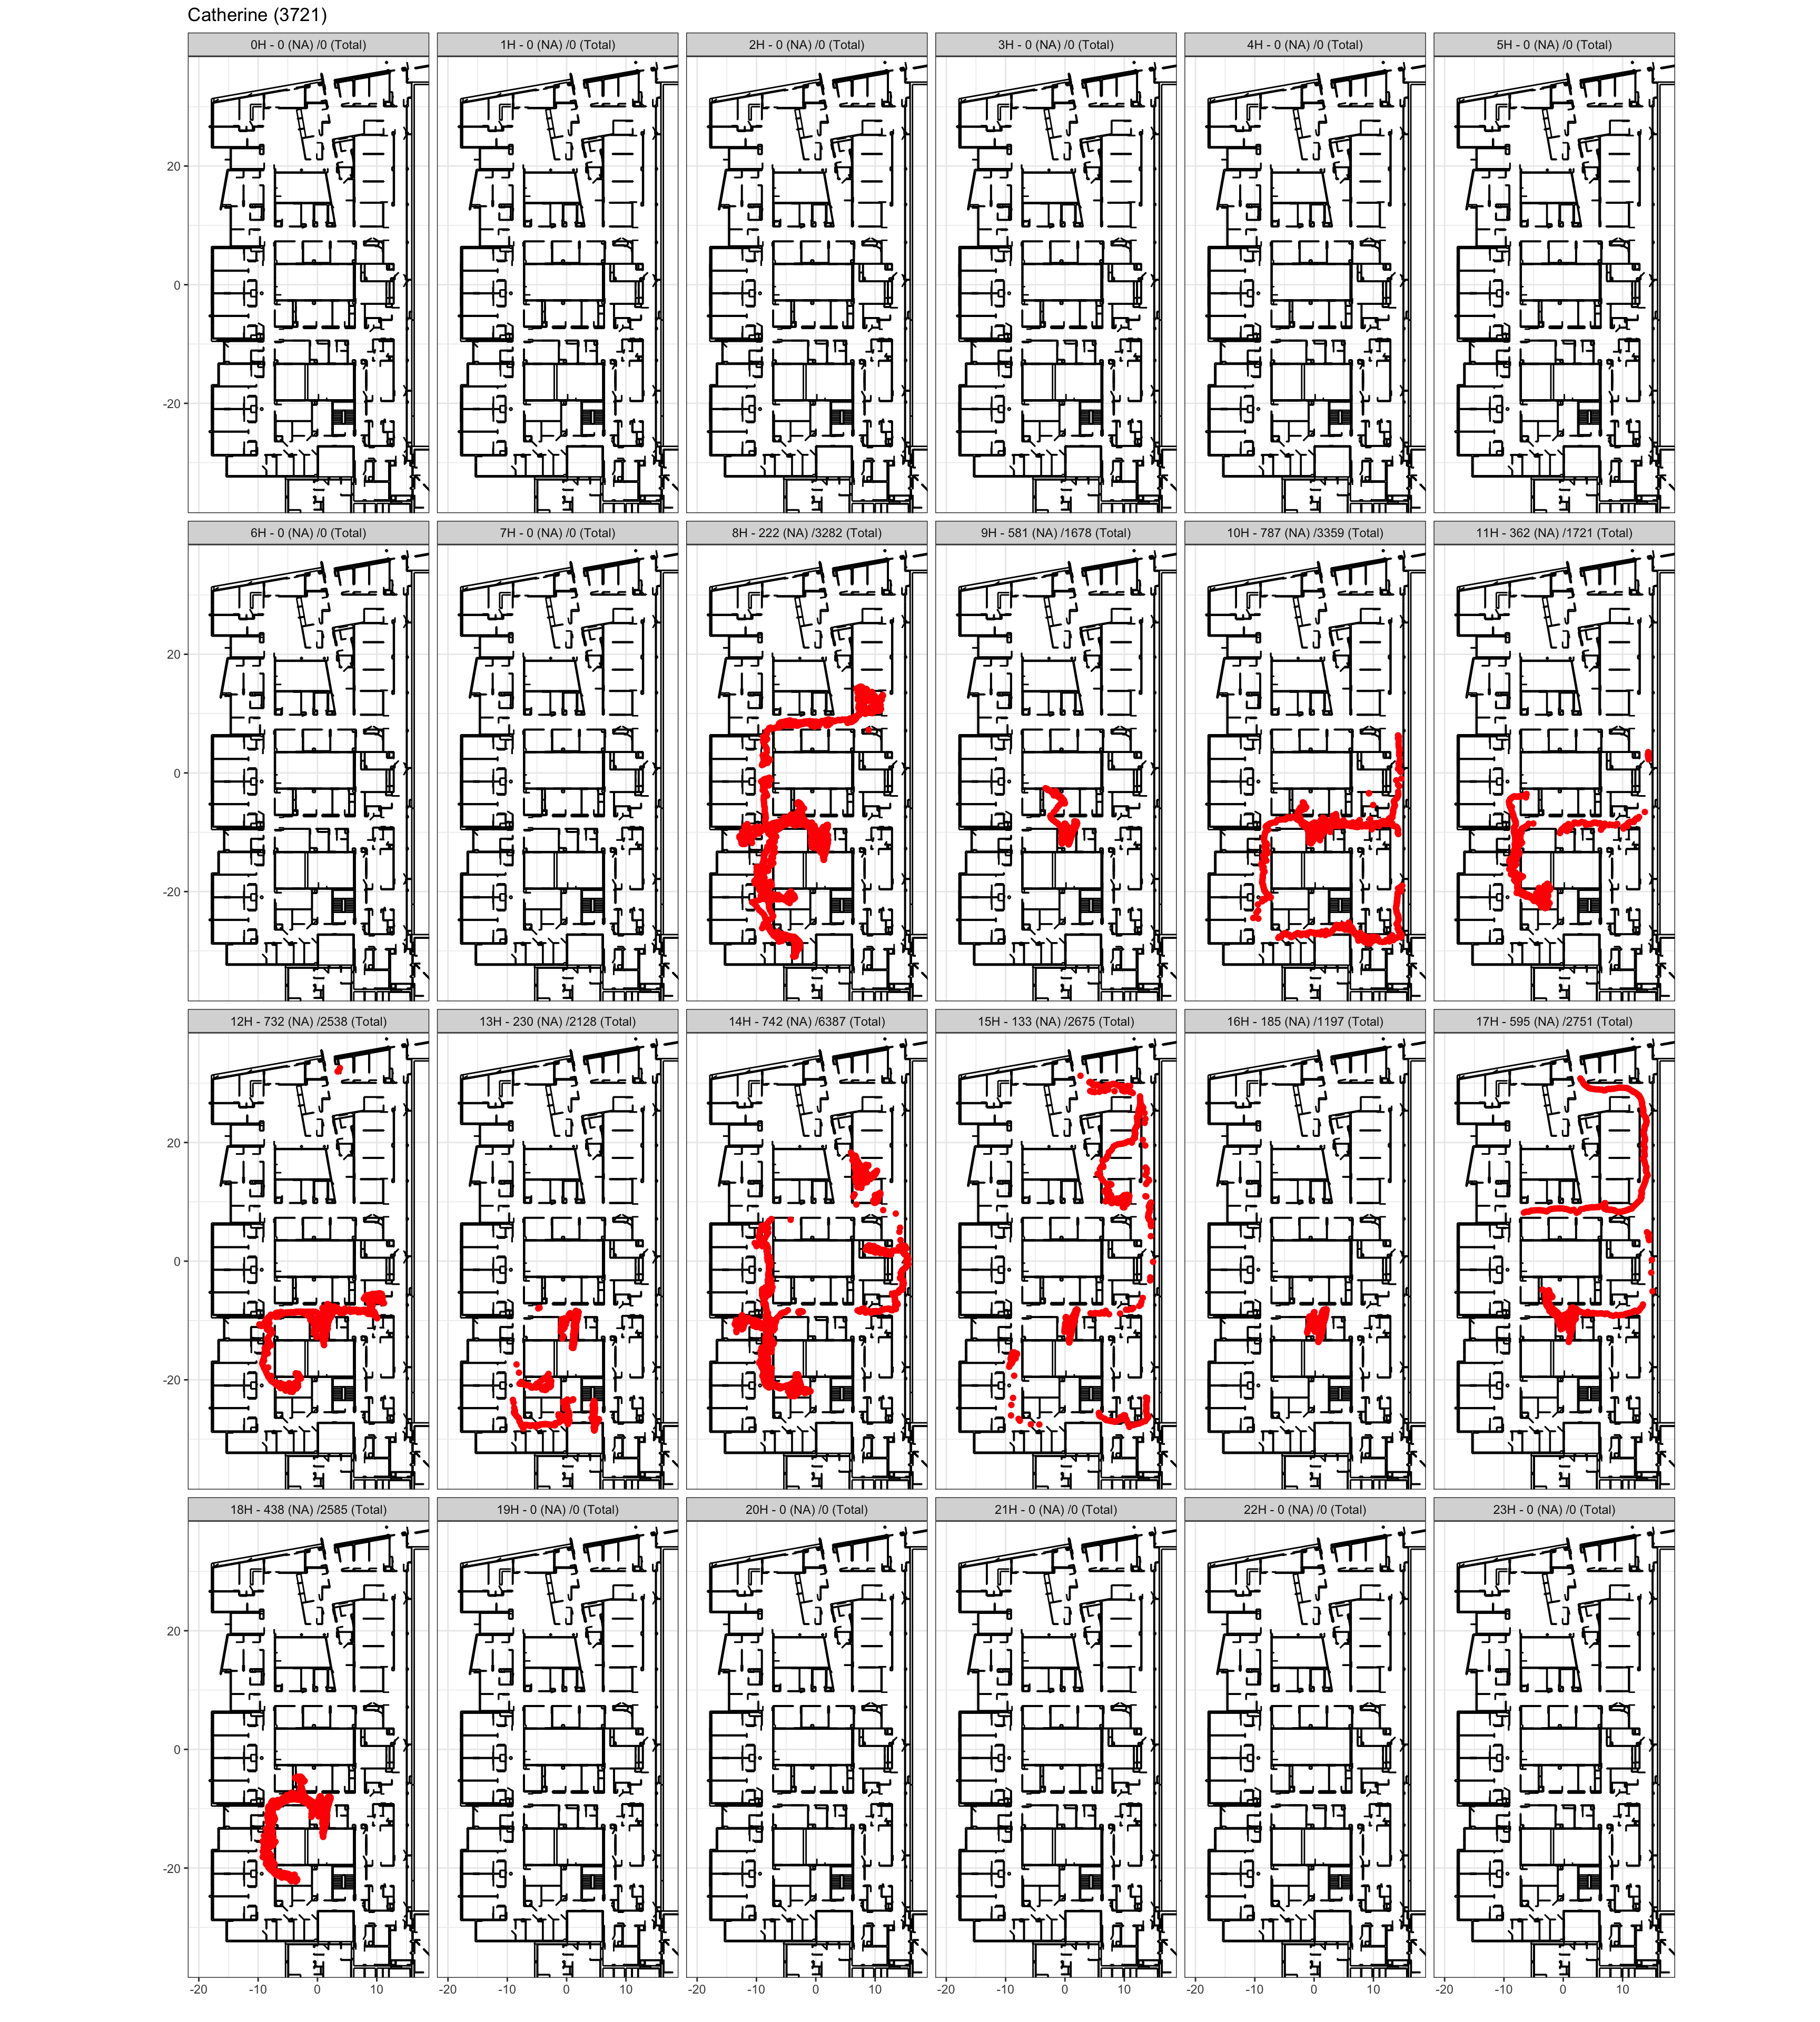 Catherine (3721)
0H - 0 (NA) /0 (Total) 1H - 0 (NA) /0 (Total) 2H - 0 (NA) /0 (Total) 3H - 0 (NA) /0 (Total) 4H - 0 (NA) /0 (Total) 5H - 0 (NA) /0 (Total)
20
0
-20
6H - 0 (NA) /0 (Total) 7H - 0 (NA) /0 (Total) 8H - 222 (NA) /3282 (Total) 9H - 581 (NA) /1678 (Total) 10H - 787 (NA) /3359 (Total) 11H - 362 (NA) /1721 (Total)
20
0
-20
12H - 732 (NA) /2538 (Total) 13H - 230 (NA) /2128 (Total) 14H - 742 (NA) /6387 (Total) 15H - 133 (NA) /2675 (Total) 16H - 185 (NA) /1197 (Total) 17H - 595 (NA) /2751 (Total)
20
0
-20
18H - 438 (NA) /2585 (Total) 19H - 0 (NA) /0 (Total) 20H - 0 (NA) /0 (Total) 21H - 0 (NA) /0 (Total) 22H - 0 (NA) /0 (Total) 23H - 0 (NA) /0 (Total)
20
0
-20
-20 -10 0 10 -20 -10 0 10 -20 -10 0 10 -20 -10 0 10 -20 -10 0 10 -20 -10 0 10